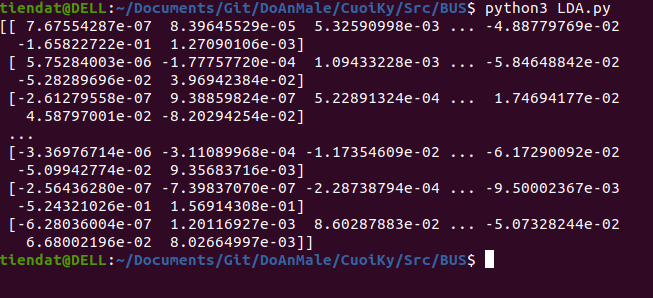 tiendat@DELL:~/Documents/Git/DoAnMale/CuoiKy/Src/BUS$ python3 LDA.py
[[ 7.67554287e-07  8.39645529e-05  5.32590998e-03 ... -4.88779769e-02
  -1.65822722e-01  1.27090106e-03]
 [ 5.75284003e-06 -1.77757720e-04  1.09433228e-03 ... -5.84648842e-02
  -5.28289696e-02  3.96942384e-02]
 [-2.61279558e-07  9.38859824e-07  5.22891324e-04 ...  1.74694177e-02
   4.58797001e-02 -8.20294254e-02]
 ...
 [-3.36976714e-06 -3.11089968e-04 -1.17354609e-02 ... -6.17290092e-02
  -5.09942774e-02  9.35683716e-03]
 [-2.56436280e-07 -7.39837070e-07 -2.28738794e-04 ... -9.50002367e-03
  -5.24321026e-01  1.56914308e-01]
 [-6.28036004e-07  1.20116927e-03  8.60287883e-02 ... -5.07328244e-02
   6.68002196e-02  8.02664997e-03]]
tiendat@DELL:~/Documents/Git/DoAnMale/CuoiKy/Src/BUS$